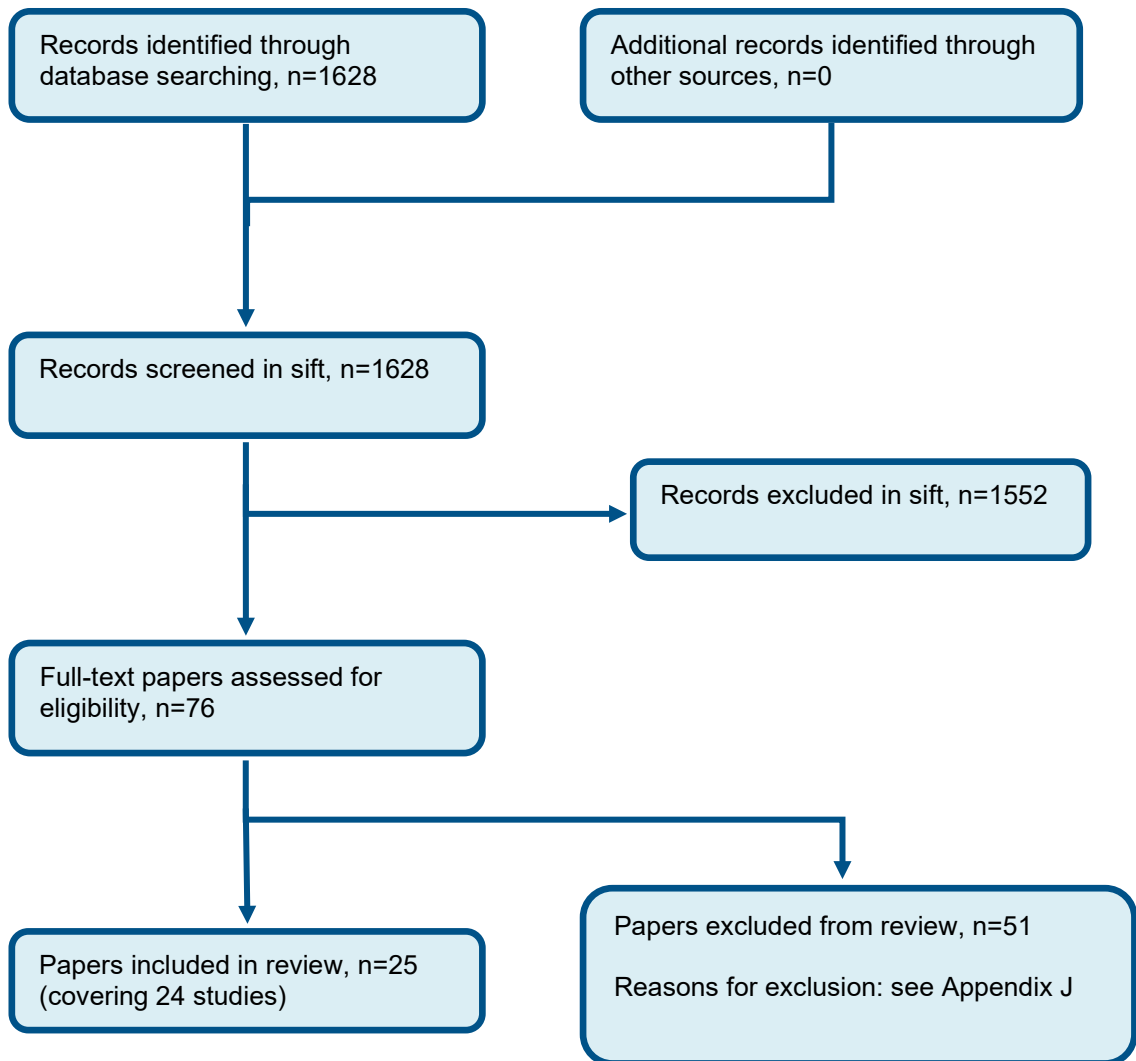 Records identified through
database searching, n=1628
Additional records identified through
other sources, n=0
Records screened in sift, n=1628
Records excluded in sift, n=1552
Full-text papers assessed for
eligibility, n=76
Papers included in review, n=25
(covering 24 studies)
Papers excluded from review, n=51
Reasons for exclusion: see Appendix J